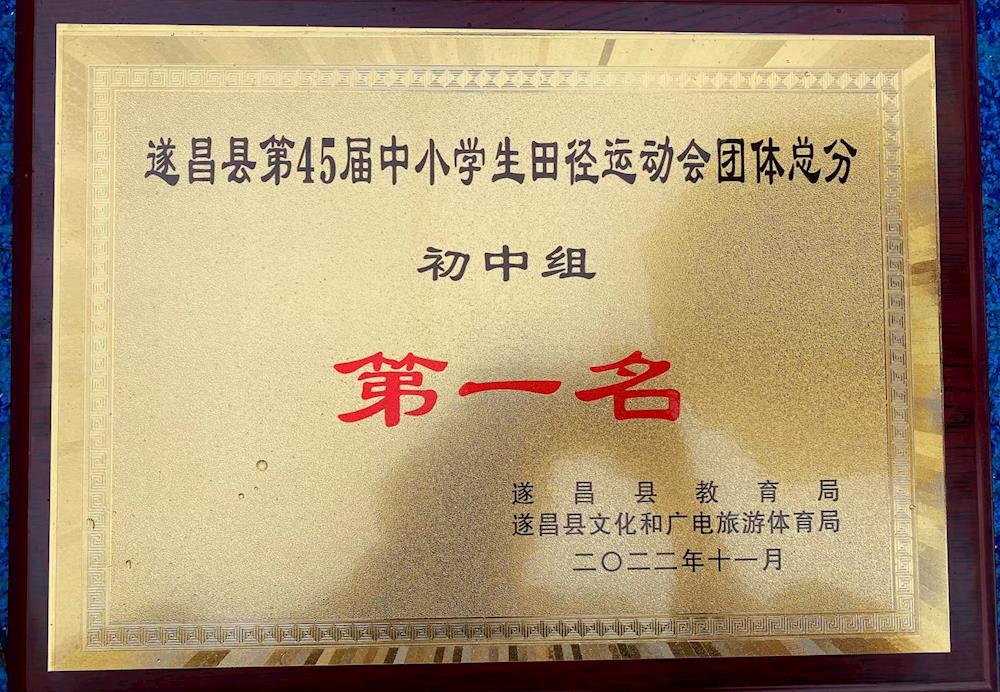 遂昌县第45届中小学生田径运动会团体总分
初中组
第一名
遂昌县教育局
遂昌县文化和广电旅游体育局
二〇二二年十一月